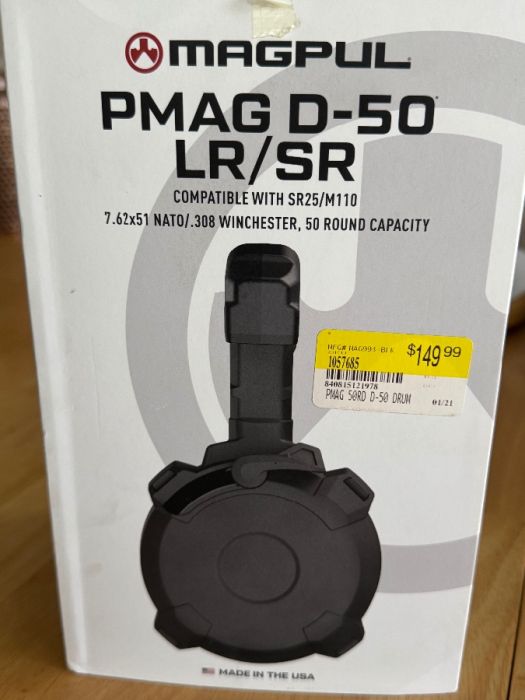 MAGPUL
PMAG D-50
LR/SR
COMPATIBLE WITH SR25/M110
7.62x51 NATO/.308 WINCHESTER, 50 ROUND CAPACITY
$149.99
1057685
840815121978
PMAG 50RD D-50 DRUM 01/21
MADE IN THE USA